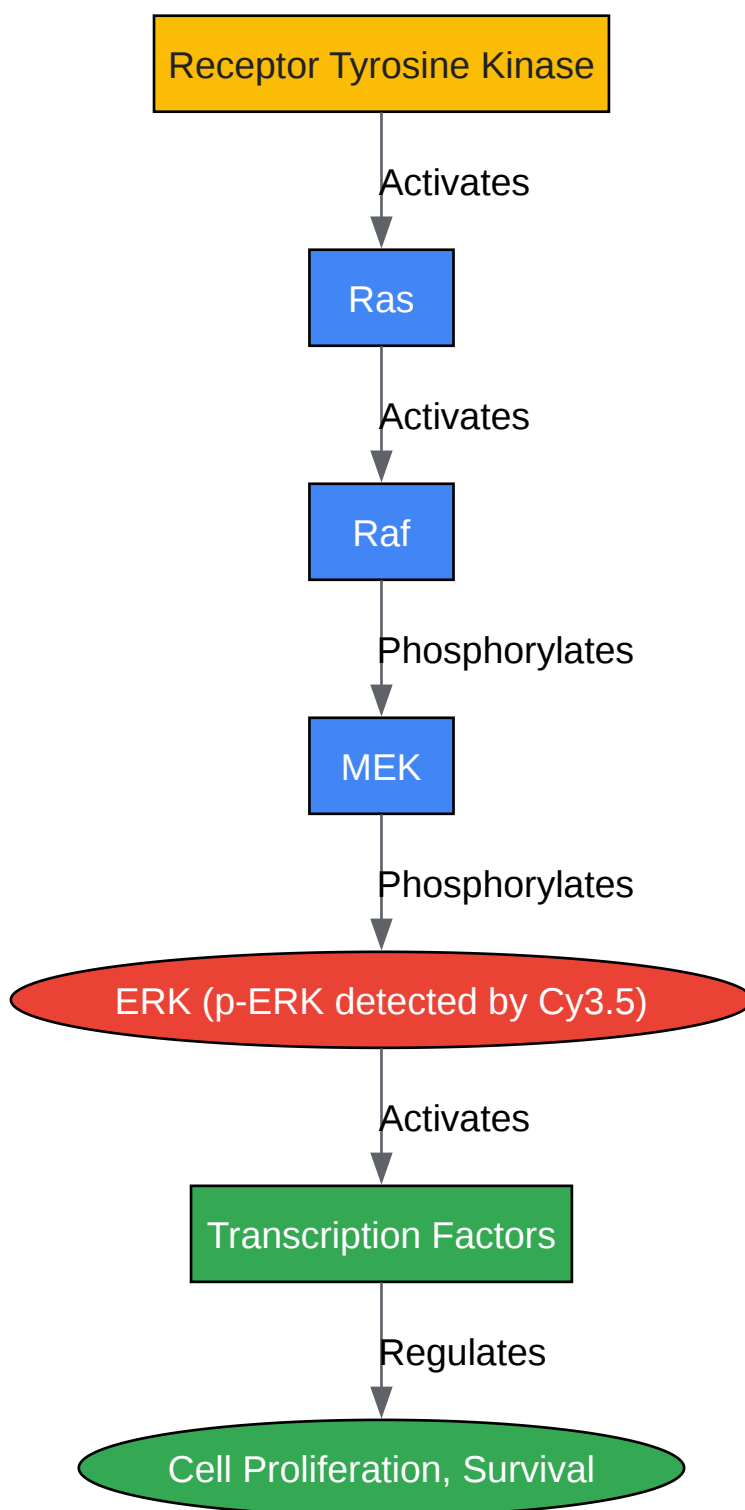 Receptor Tyrosine Kinase
Activates
Ras
Activates
Raf
Phosphorylates
MEK
Phosphorylates
ERK (p-ERK detected by Cy3.5)
Activates
Transcription Factors
Regulates
Cell Proliferation, Survival